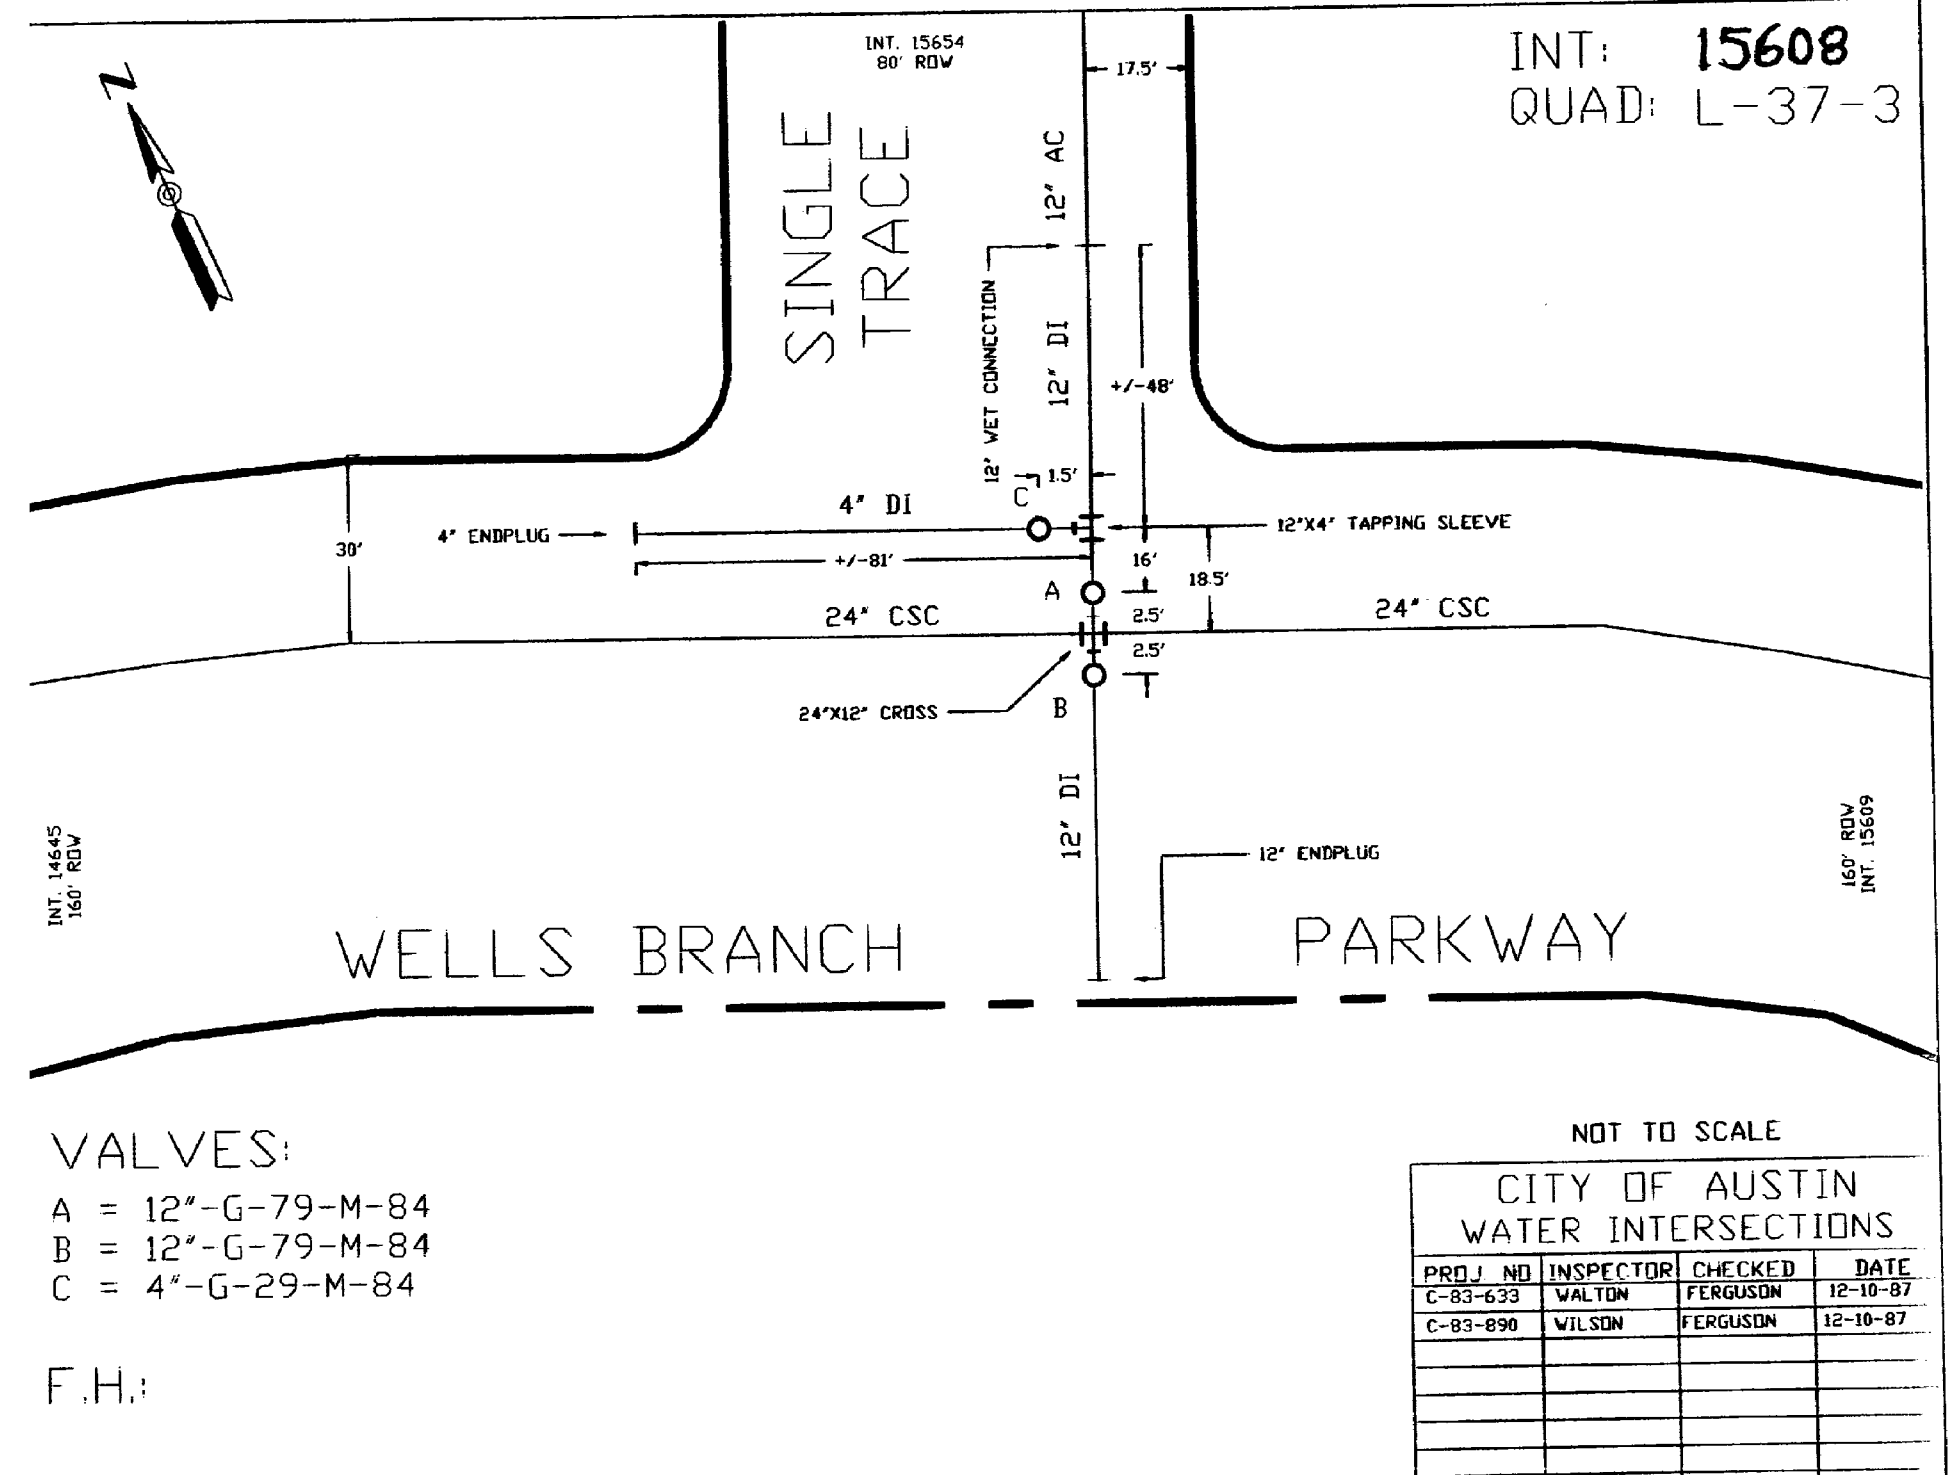 INT. 15654
80' ROW
INT: 15608
QUAD: L-37-3
N
17.5'
SINGLE
TRACE
12" AC
12" WET CONNECTION
12" DI
+/-48'
1.5'
C
4" DI
4" ENDPLUG
12"X4" TAPPING SLEEVE
30'
+/-81'
16'
18.5'
A
24" CSC
2.5'
24" CSC
2.5'
24"X12" CROSS
B
12" DI
12" ENDPLUG
INT. 14645
160' ROW
160' ROW
INT. 15609
WELLS BRANCH PARKWAY
VALVES:
A = 12"-G-79-M-84
B = 12"-G-79-M-84
C = 4"-G-29-M-84
F.H.:
NOT TO SCALE
CITY OF AUSTIN
WATER INTERSECTIONS
PROJ NO INSPECTOR CHECKED DATE
C-83-633 WALTON FERGUSON 12-10-87
C-83-890 WILSON FERGUSON 12-10-87